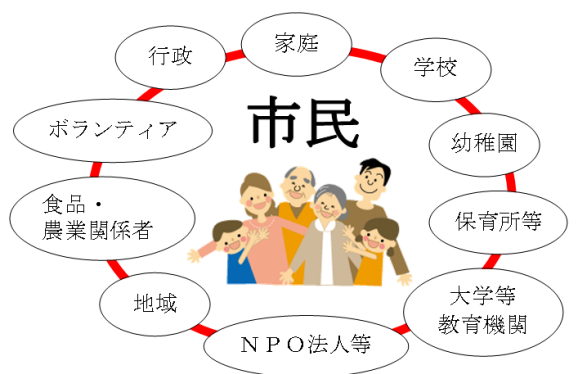 家庭
行政
学校
市民
ボランティア
幼稚園
食品・
農業関係者
保育所等
地域
大学等
教育機関
ＮＰＯ法人等